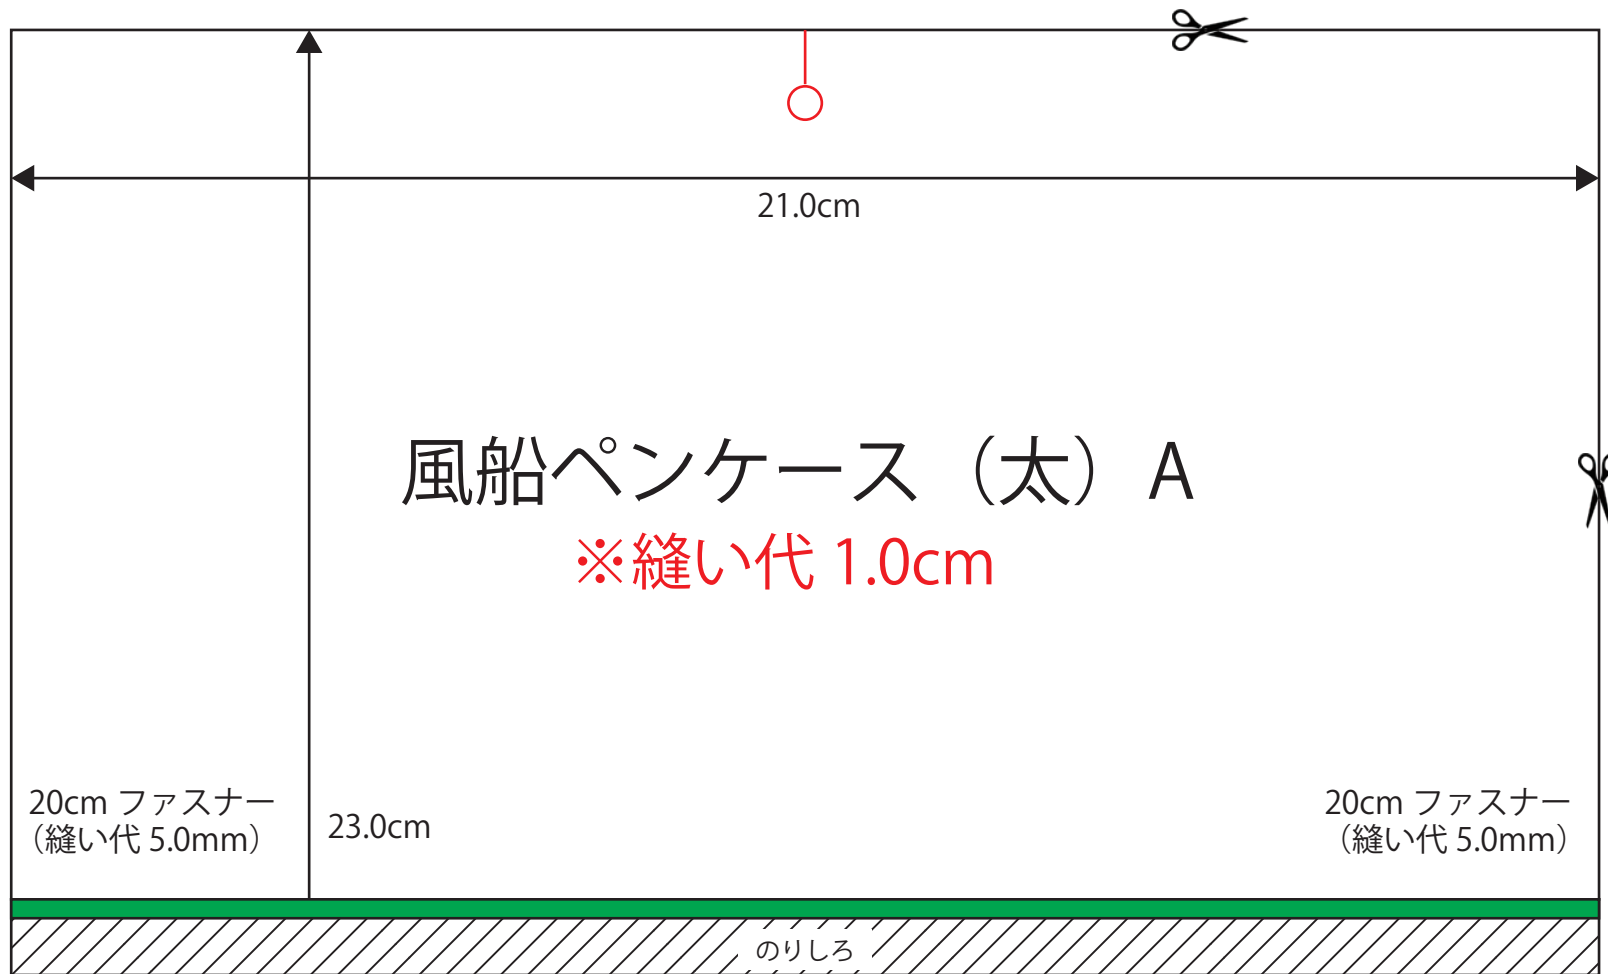 21.0cm
風船ペンケース（太）A
※縫い代 1.0cm
20cm ファスナー
（縫い代 5.0mm）
23.0cm
20cm ファスナー
（縫い代 5.0mm）
のりしろ